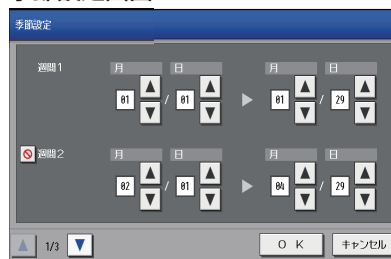 季節設定
週間1
月 日 月 日
01 / 01 ▶ 01 / 29
週間2
月 日 月 日
02 / 01 ▶ 04 / 29
1/3
O K
キャンセル